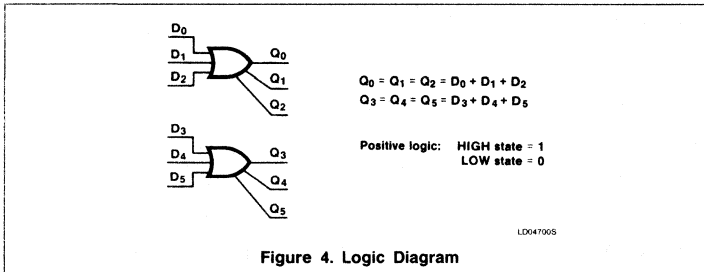 D₀
D₁
D₂
Q₀
Q₁
Q₂
Q₀ = Q₁ = Q₂ = D₀ + D₁ + D₂
Q₃ = Q₄ = Q₅ = D₃ + D₄ + D₅
D₃
D₄
D₅
Q₃
Q₄
Q₅
Positive logic: HIGH state = 1
LOW state = 0
LD04700S
Figure 4. Logic Diagram